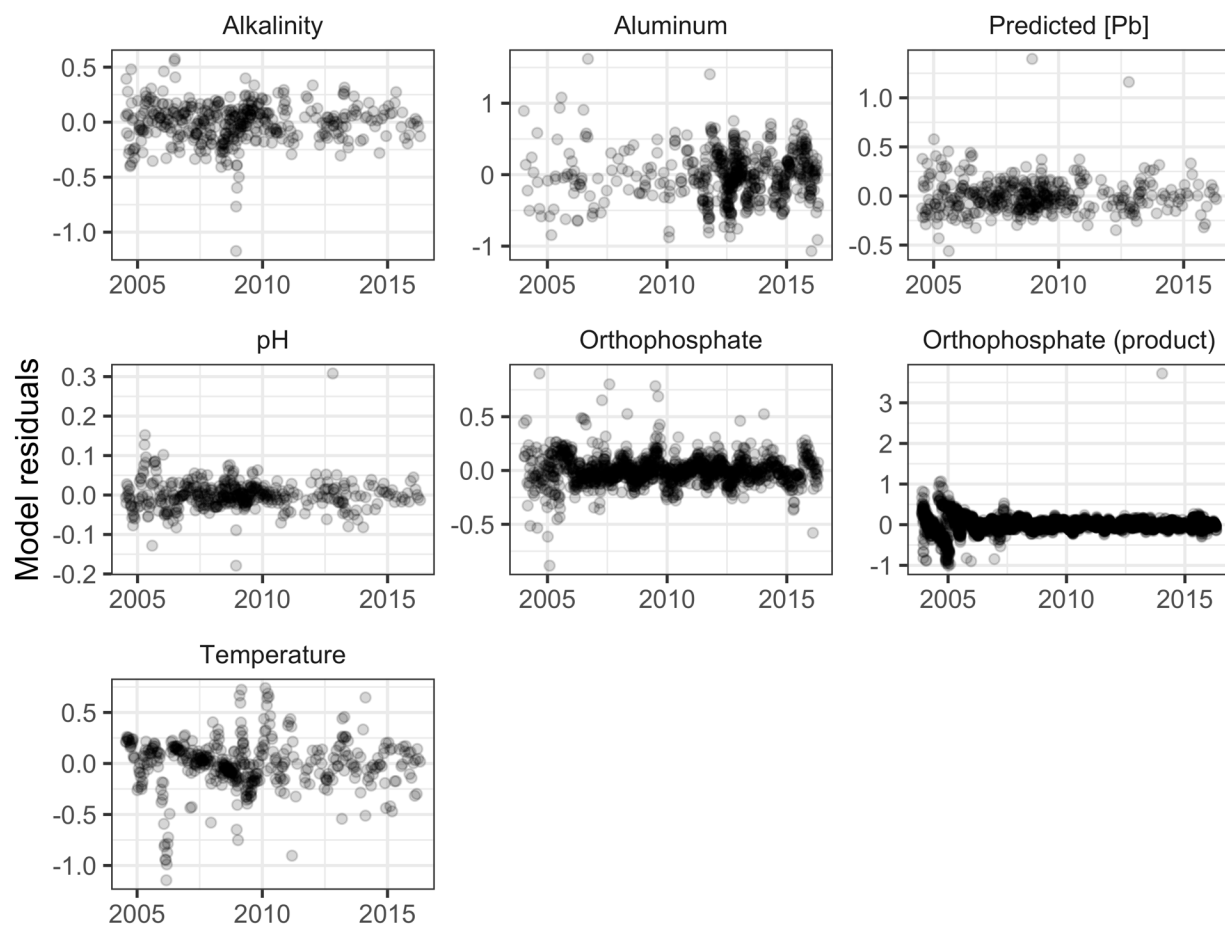 Alkalinity
Aluminum
Predicted [Pb]
0.5
0.0
-0.5
-1.0
2005 2010 2015
1
0
-1
2005 2010 2015
1.0
0.5
0.0
-0.5
2005 2010 2015
Model residuals
pH
Orthophosphate
Orthophosphate (product)
0.3
0.2
0.1
0.0
-0.1
-0.2
2005 2010 2015
0.5
0.0
-0.5
2005 2010 2015
3
2
1
0
-1
2005 2010 2015
Temperature
0.5
0.0
-0.5
-1.0
2005 2010 2015